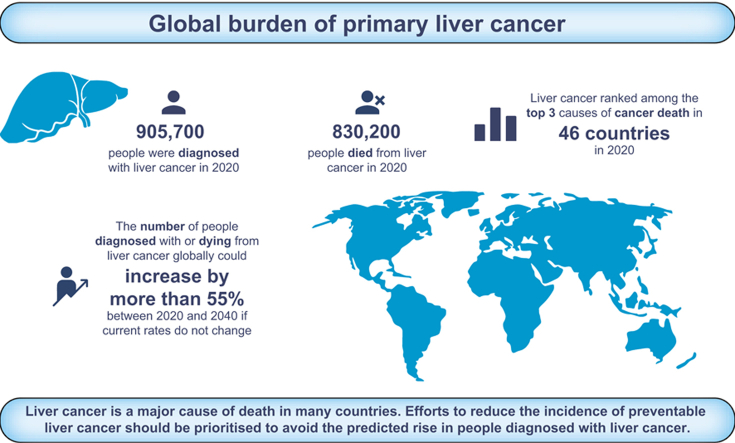 Global burden of primary liver cancer
905,700
people were diagnosed
with liver cancer in 2020
830,200
people died from liver
cancer in 2020
Liver cancer ranked among the
top 3 causes of cancer death in
46 countries
in 2020
The number of people
diagnosed with or dying from
liver cancer globally could
increase by
more than 55%
between 2020 and 2040 if
current rates do not change
Liver cancer is a major cause of death in many countries. Efforts to reduce the incidence of preventable
liver cancer should be prioritised to avoid the predicted rise in people diagnosed with liver cancer.